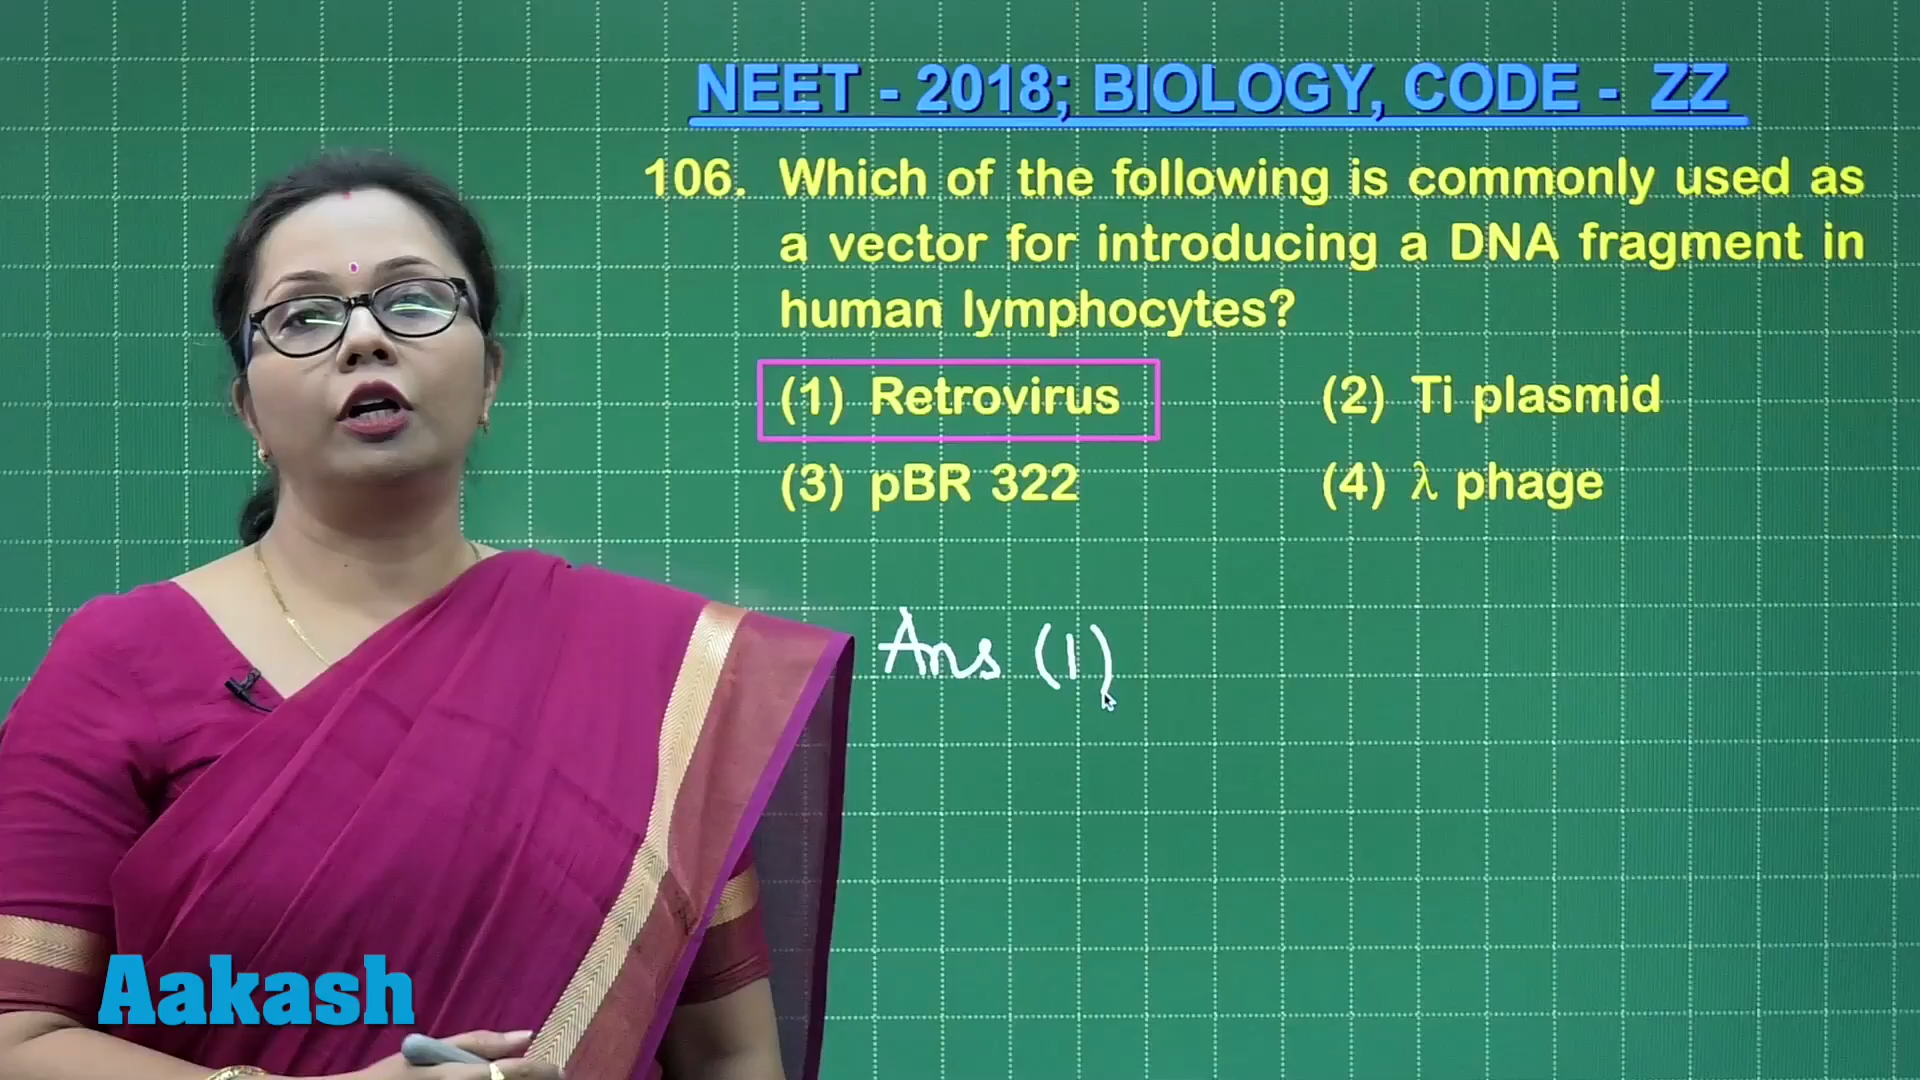 NEET - 2018; BIOLOGY, CODE - ZZ
106. Which of the following is commonly used as
a vector for introducing a DNA fragment in
human lymphocytes?
(1) Retrovirus (2) Ti plasmid
(3) pBR 322 (4) λ phage
Ans (1)
Aakash